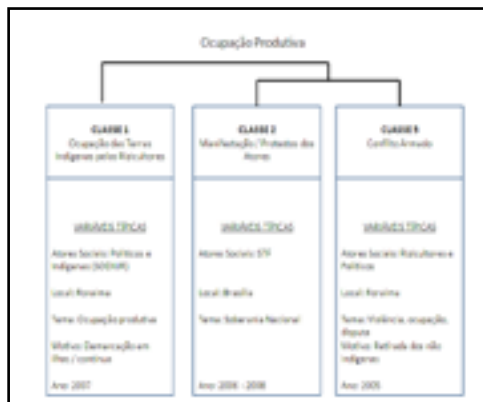 Ocupação Produtiva
CLASSE 1
Ocupação das Terras
Indígenas pelos Rizicultores
VARIÁVEIS TÍPICAS
Atores Sociais: Políticos e
Indígenas (SODIUR)
Local: Roraima
Tema: Ocupação produtiva
Motivo: Demarcação em
ilhas / contínua
Ano: 2007
CLASSE 2
Manifestação / Protestos dos
Atores
VARIÁVEIS TÍPICAS
Atores Sociais: STF
Local: Brasília
Tema: Soberania Nacional
Ano: 2006 - 2008
CLASSE
Conflito Armado
VARIÁVEIS TÍPICAS
Atores Sociais: Rizicultores e
Políticos
Local: Roraima
Tema: Violência, ocupação,
disputa
Motivo: Retirada dos não
indígenas
Ano: 2005